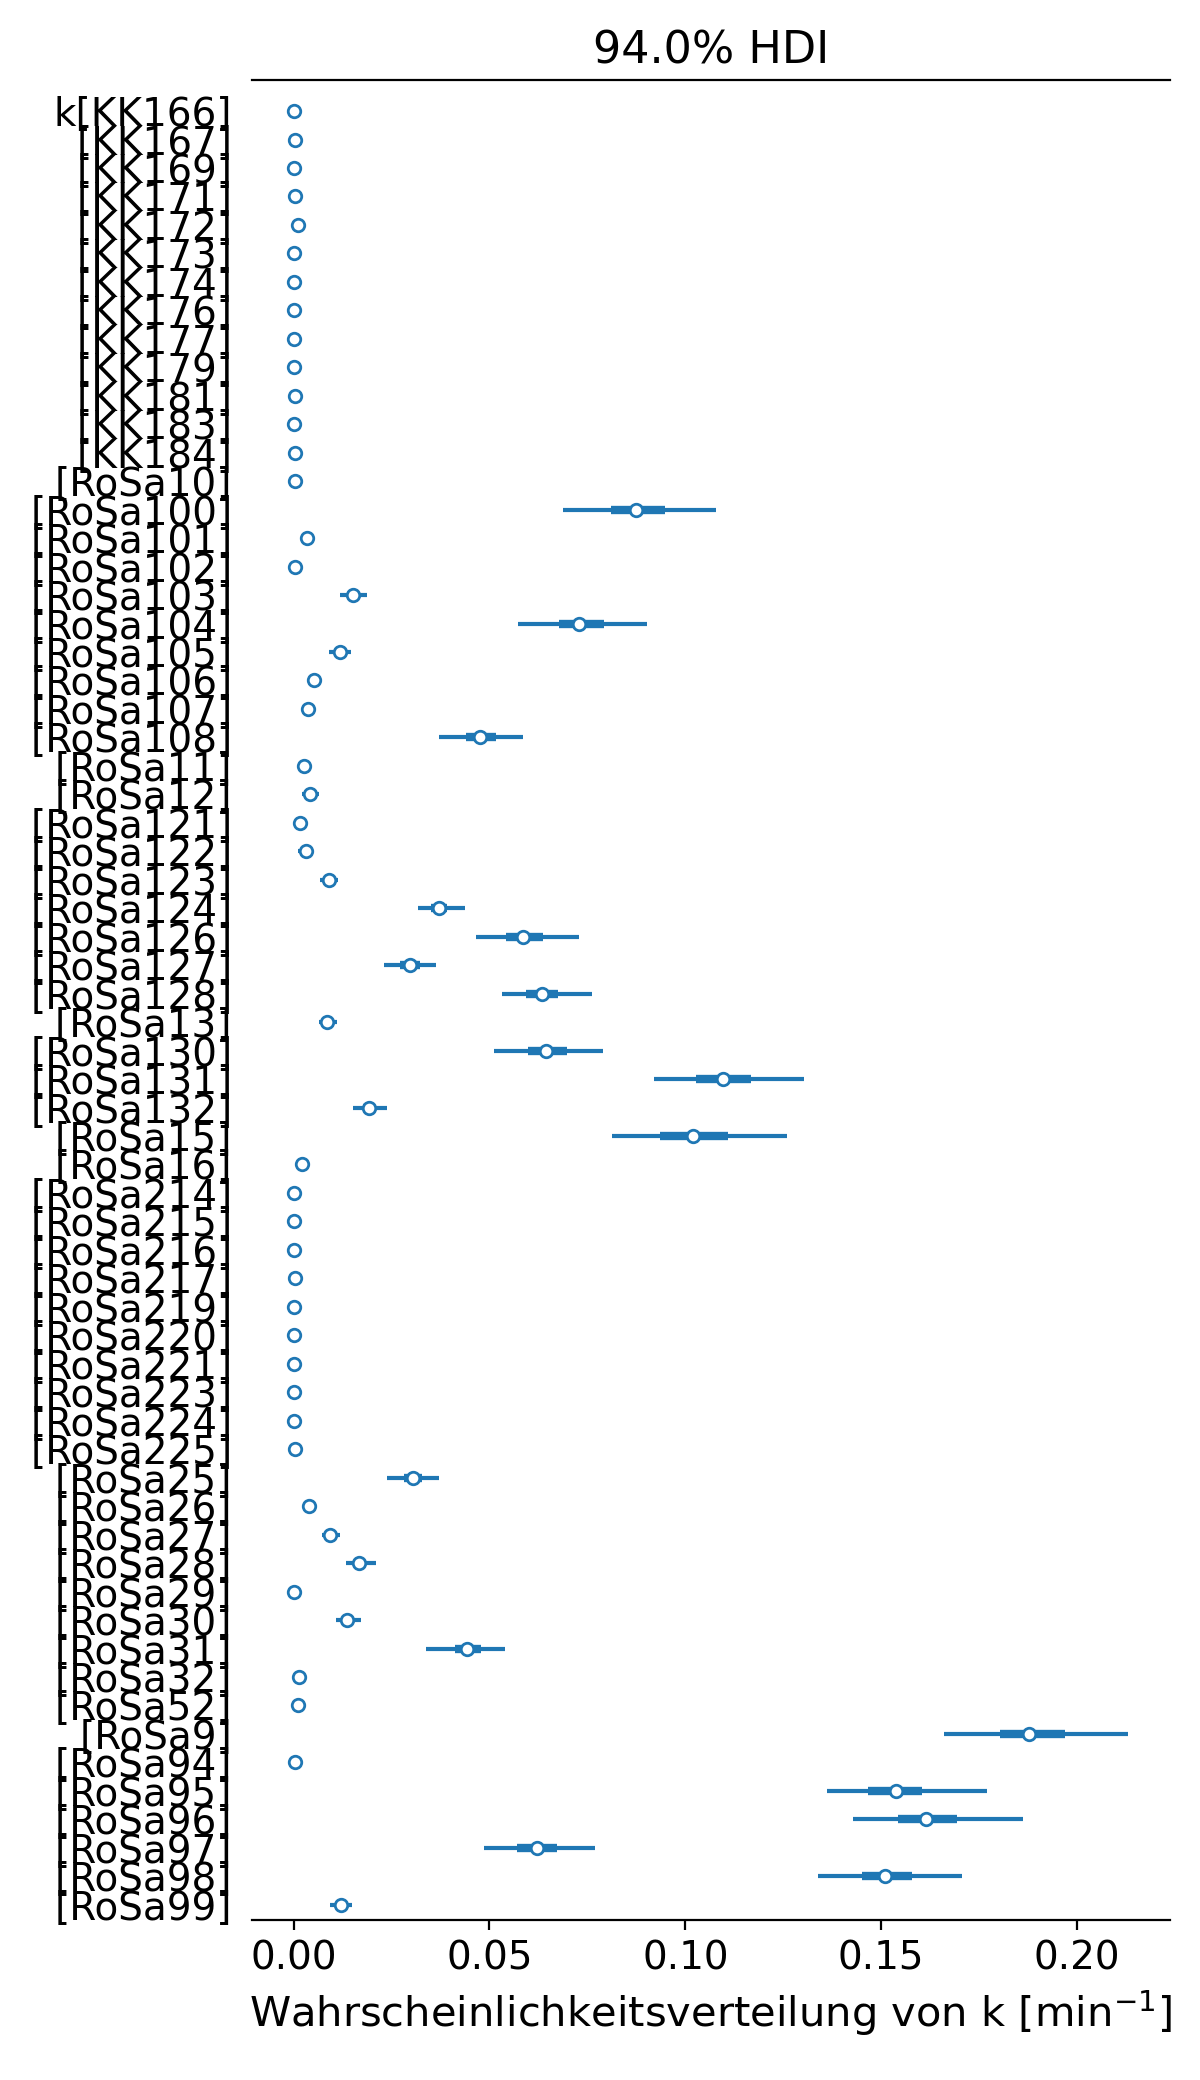 94.0% HDI
k[KK166]
[KK167]
[KK169]
[KK171]
[KK172]
[KK173]
[KK174]
[KK176]
[KK177]
[KK179]
[KK181]
[KK183]
[KK184]
[RoSa10]
[RoSa100]
[RoSa101]
[RoSa102]
[RoSa103]
[RoSa104]
[RoSa105]
[RoSa106]
[RoSa107]
[RoSa108]
[RoSa11]
[RoSa12]
[RoSa121]
[RoSa122]
[RoSa123]
[RoSa124]
[RoSa126]
[RoSa127]
[RoSa128]
[RoSa13]
[RoSa130]
[RoSa131]
[RoSa132]
[RoSa15]
[RoSa16]
[RoSa214]
[RoSa215]
[RoSa216]
[RoSa217]
[RoSa219]
[RoSa220]
[RoSa221]
[RoSa223]
[RoSa224]
[RoSa225]
[RoSa25]
[RoSa26]
[RoSa27]
[RoSa28]
[RoSa29]
[RoSa30]
[RoSa31]
[RoSa32]
[RoSa52]
[RoSa9]
[RoSa94]
[RoSa95]
[RoSa96]
[RoSa97]
[RoSa98]
[RoSa99]
0.00 0.05 0.10 0.15 0.20
Wahrscheinlichkeitsverteilung von k [min⁻¹]